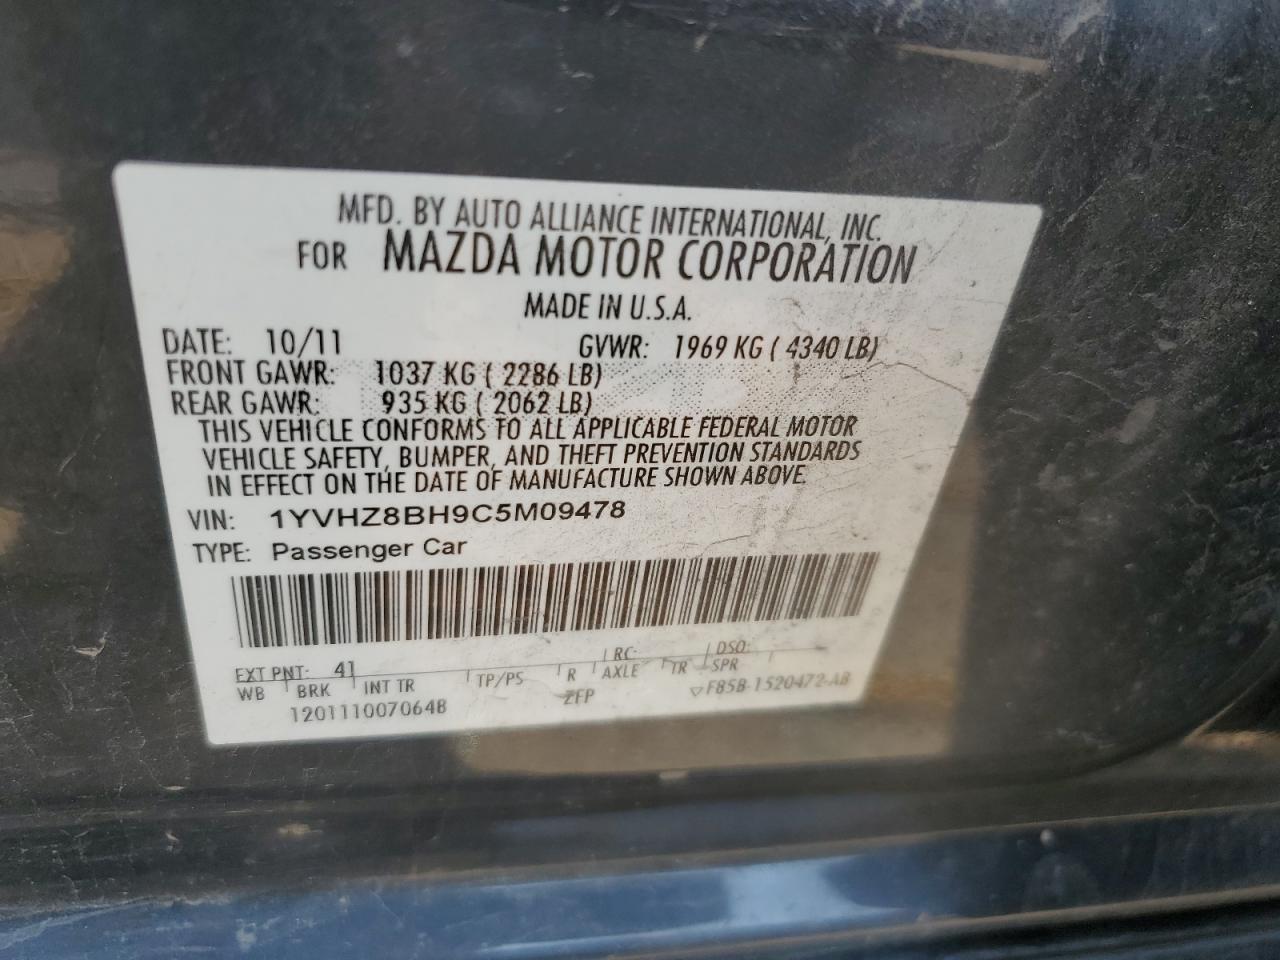 MFD. BY AUTO ALLIANCE INTERNATIONAL, INC.
FOR MAZDA MOTOR CORPORATION
MADE IN U.S.A.
DATE: 10/11 GVWR: 1969 KG ( 4340 LB)
FRONT GAWR: 1037 KG ( 2286 LB)
REAR GAWR: 935 KG ( 2062 LB)
THIS VEHICLE CONFORMS TO ALL APPLICABLE FEDERAL MOTOR
VEHICLE SAFETY, BUMPER, AND THEFT PREVENTION STANDARDS
IN EFFECT ON THE DATE OF MANUFACTURE SHOWN ABOVE.
VIN: 1YVHZ8BH9C5M09478
TYPE: Passenger Car
EXT PNT: 41 RC: DSO:
WB BRK INT TR TP/PS R AXLE TR SPR
1201110070648 ZFP F85B-1520472-AB